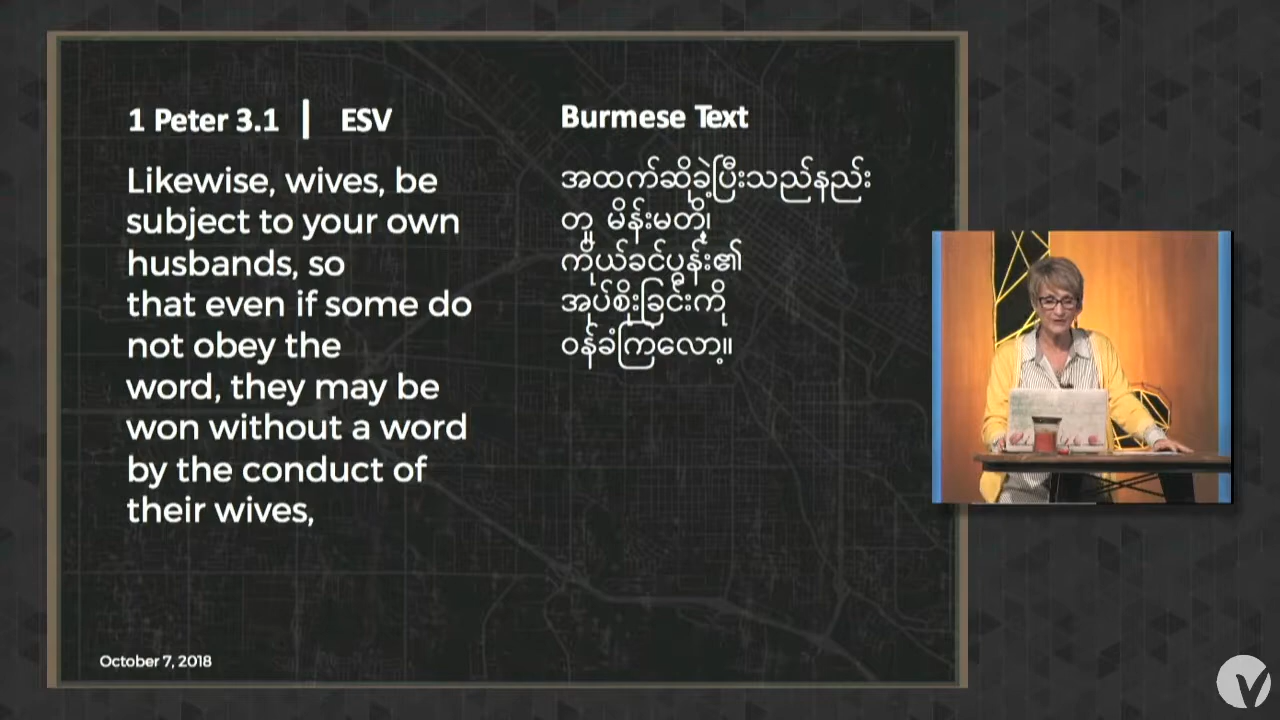 1 Peter 3.1 | ESV
Likewise, wives, be
subject to your own
husbands, so
that even if some do
not obey the
word, they may be
won without a word
by the conduct of
their wives,
Burmese Text
အထက်ဆိုခဲ့ပြီးသည်နည်း
တူ မိန်းမတို့၊
ကိုယ်ခင်ပွန်း၏
အုပ်စိုးခြင်းကို
ဝန်ခံကြလော့။
October 7, 2018